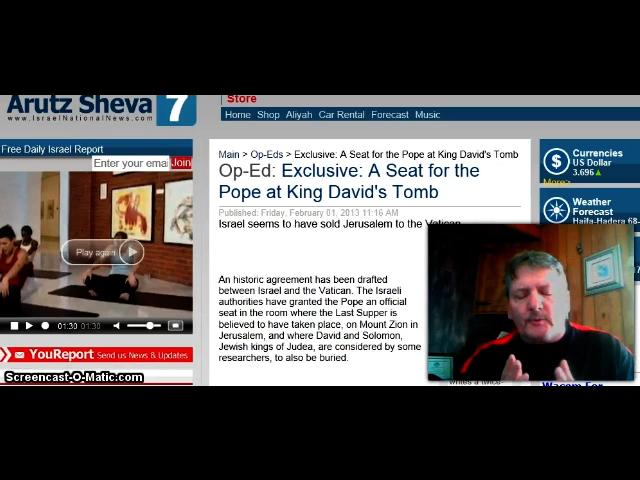 Arutz Sheva 7
www.IsraelNationalNews.com
Store
Home Shop Aliyah Car Rental Forecast Music
Free Daily Israel Report
Enter your email Join
Play again
01:30 01:30
YouReport Send us News & Updates
Screencast-O-Matic.com
Main > Op-Eds > Exclusive: A Seat for the Pope at King David's Tomb
Op-Ed: Exclusive: A Seat for the
Pope at King David's Tomb
Published: Friday, February 01, 2013 11:16 AM
Israel seems to have sold Jerusalem to the Vatican
An historic agreement has been drafted
between Israel and the Vatican. The Israeli
authorities have granted the Pope an official
seat in the room where the Last Supper is
believed to have taken place, on Mount Zion in
Jerusalem, and where David and Solomon,
Jewish kings of Judea, are considered by some
researchers, to also be buried.
Currencies
US Dollar
3.696
More>
Weather
Forecast
Haifa-Hadera 68-
writes a twice-